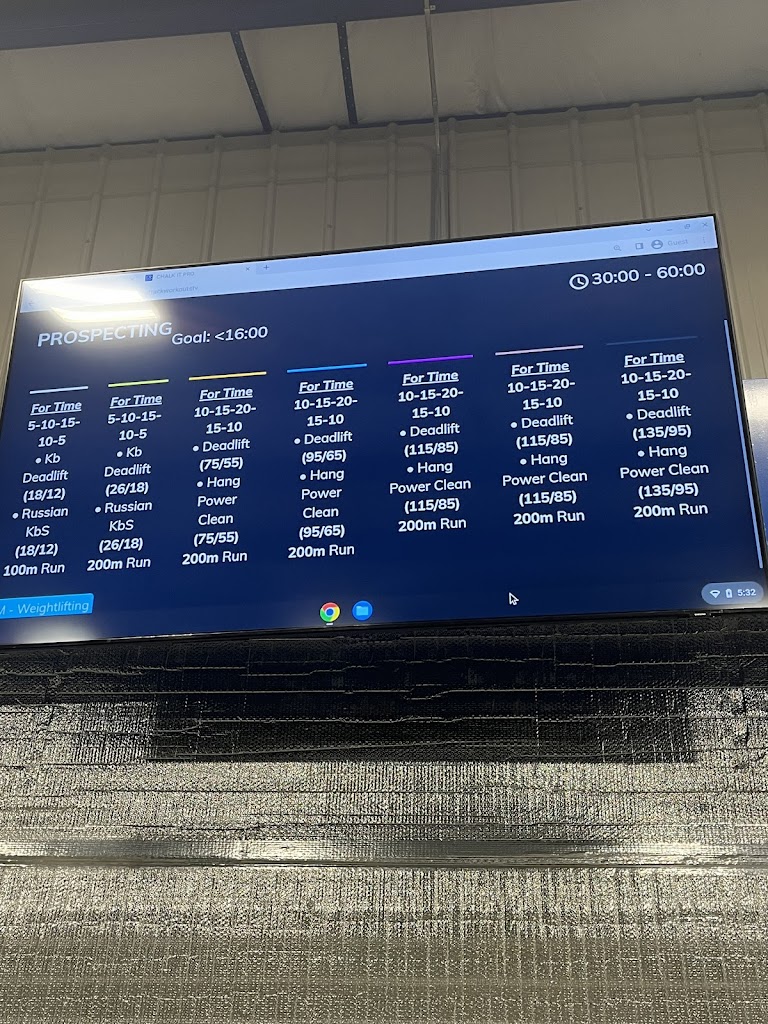 CHALK IT PRO
Guest
30:00 - 60:00
PROSPECTING
Goal: <16:00
For Time
5-10-15-
10-5
• Kb
Deadlift
(18/12)
• Russian
KbS
(18/12)
100m Run
For Time
5-10-15-
10-5
• Kb
Deadlift
(26/18)
• Russian
KbS
(26/18)
200m Run
For Time
10-15-20-
15-10
• Deadlift
(75/55)
• Hang
Power
Clean
(75/55)
200m Run
For Time
10-15-20-
15-10
• Deadlift
(95/65)
• Hang
Power
Clean
(95/65)
200m Run
For Time
10-15-20-
15-10
• Deadlift
(115/85)
• Hang
Power Clean
(115/85)
200m Run
For Time
10-15-20-
15-10
• Deadlift
(115/85)
• Hang
Power Clean
(115/85)
200m Run
For Time
10-15-20-
15-10
• Deadlift
(135/95)
• Hang
Power Clean
(135/95)
200m Run
M - Weightlifting
5:32